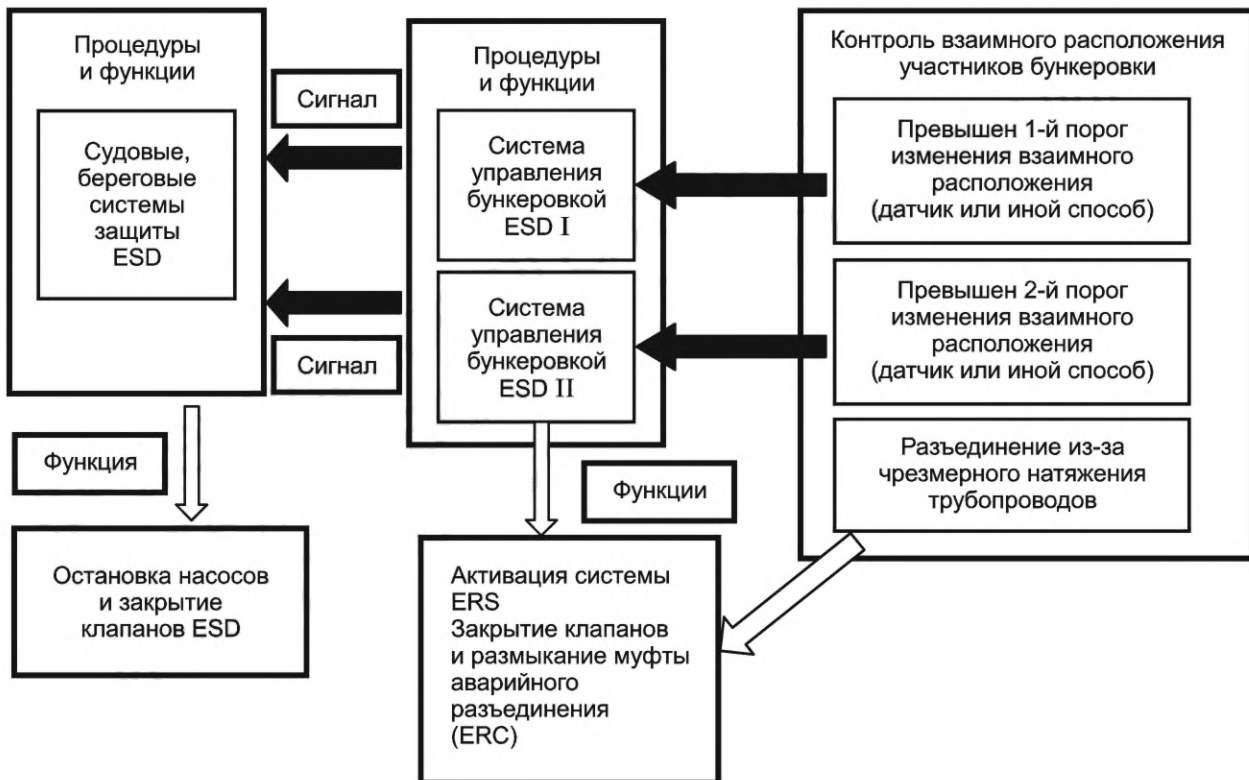 Процедуры
и функции
Судовые,
береговые
системы
защиты
ESD
Сигнал
Сигнал
Процедуры
и функции
Система
управления
бункеровкой
ESD I
Система
управления
бункеровкой
ESD II
Контроль взаимного расположения
участников бункеровки
Превышен 1-й порог
изменения взаимного
расположения
(датчик или иной способ)
Превышен 2-й порог
изменения взаимного
расположения
(датчик или иной способ)
Разъединение из-за
чрезмерного натяжения
трубопроводов
Функция
Функции
Остановка насосов
и закрытие
клапанов ESD
Активация системы
ERS
Закрытие клапанов
и размыкание муфты
аварийного
разъединения
(ERC)